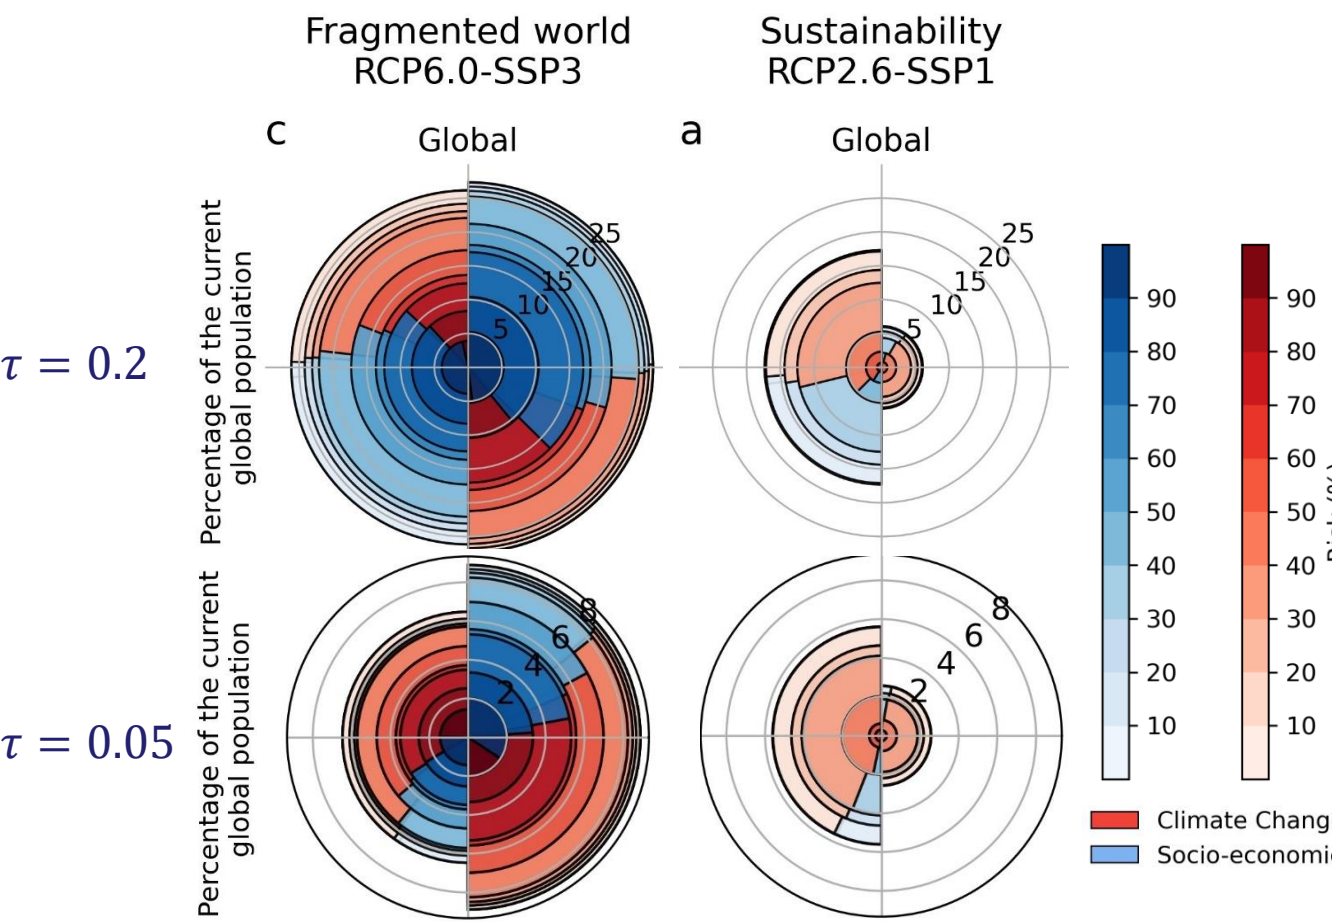 Fragmented world
RCP6.0-SSP3
Sustainability
RCP2.6-SSP1
c
Global
a
Global
τ = 0.2
Percentage of the current
global population
5
10
15
20
25
5
10
15
20
25
τ = 0.05
Percentage of the current
global population
2
4
6
8
2
4
6
8
90
80
70
60
50
40
30
20
10
90
80
70
60
50
40
30
20
10
Climate Chang
Socio-economi